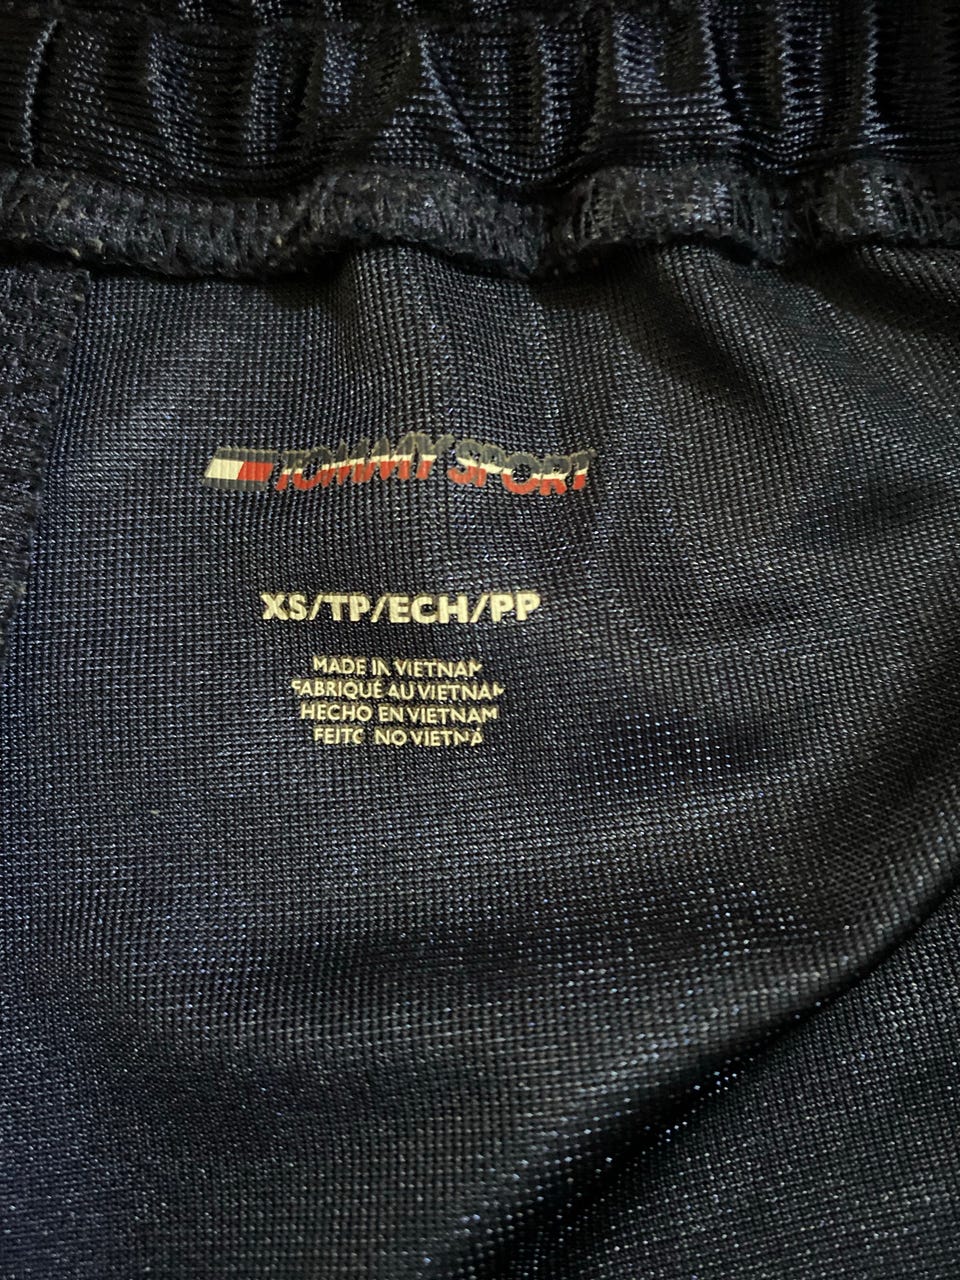 TOMMY SPORT
XS/TP/ECH/PP
MADE IN VIETNAM
FABRIQUÉ AU VIETNAM
HECHO EN VIETNAM
FEITO NO VIETNÃ